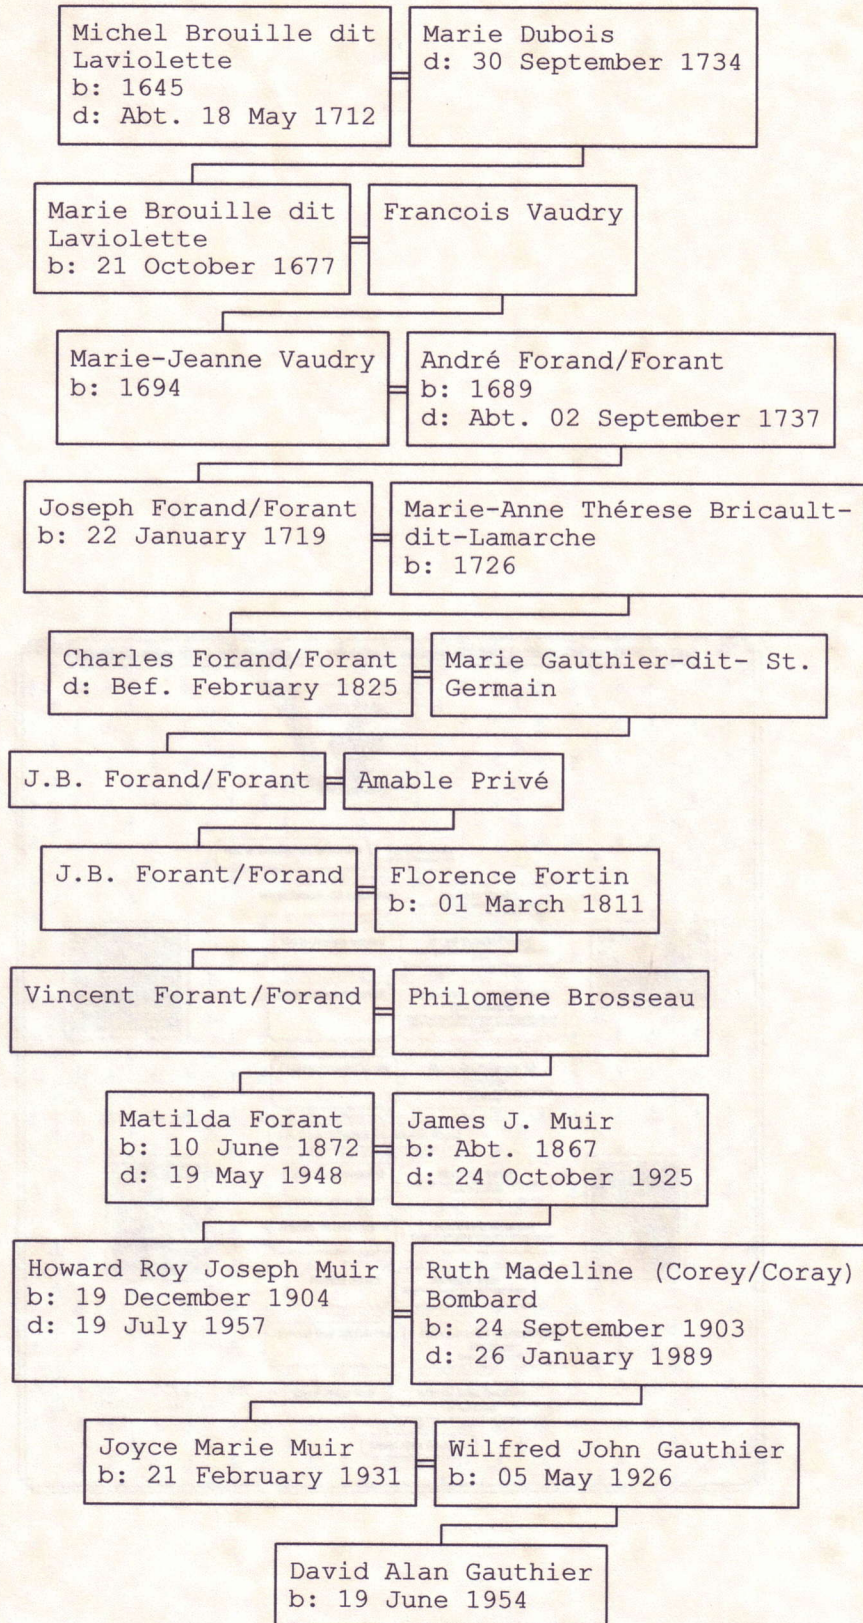 Michel Brouille dit
Laviolette
b: 1645
d: Abt. 18 May 1712
Marie Dubois
d: 30 September 1734
Marie Brouille dit
Laviolette
b: 21 October 1677
Francois Vaudry
Marie-Jeanne Vaudry
b: 1694
André Forand/Forant
b: 1689
d: Abt. 02 September 1737
Joseph Forand/Forant
b: 22 January 1719
Marie-Anne Thérese Bricault-
dit-Lamarche
b: 1726
Charles Forand/Forant
d: Bef. February 1825
Marie Gauthier-dit- St.
Germain
J.B. Forand/Forant
Amable Privé
J.B. Forant/Forand
Florence Fortin
b: 01 March 1811
Vincent Forant/Forand
Philomene Brosseau
Matilda Forant
b: 10 June 1872
d: 19 May 1948
James J. Muir
b: Abt. 1867
d: 24 October 1925
Howard Roy Joseph Muir
b: 19 December 1904
d: 19 July 1957
Ruth Madeline (Corey/Coray)
Bombard
b: 24 September 1903
d: 26 January 1989
Joyce Marie Muir
b: 21 February 1931
Wilfred John Gauthier
b: 05 May 1926
David Alan Gauthier
b: 19 June 1954